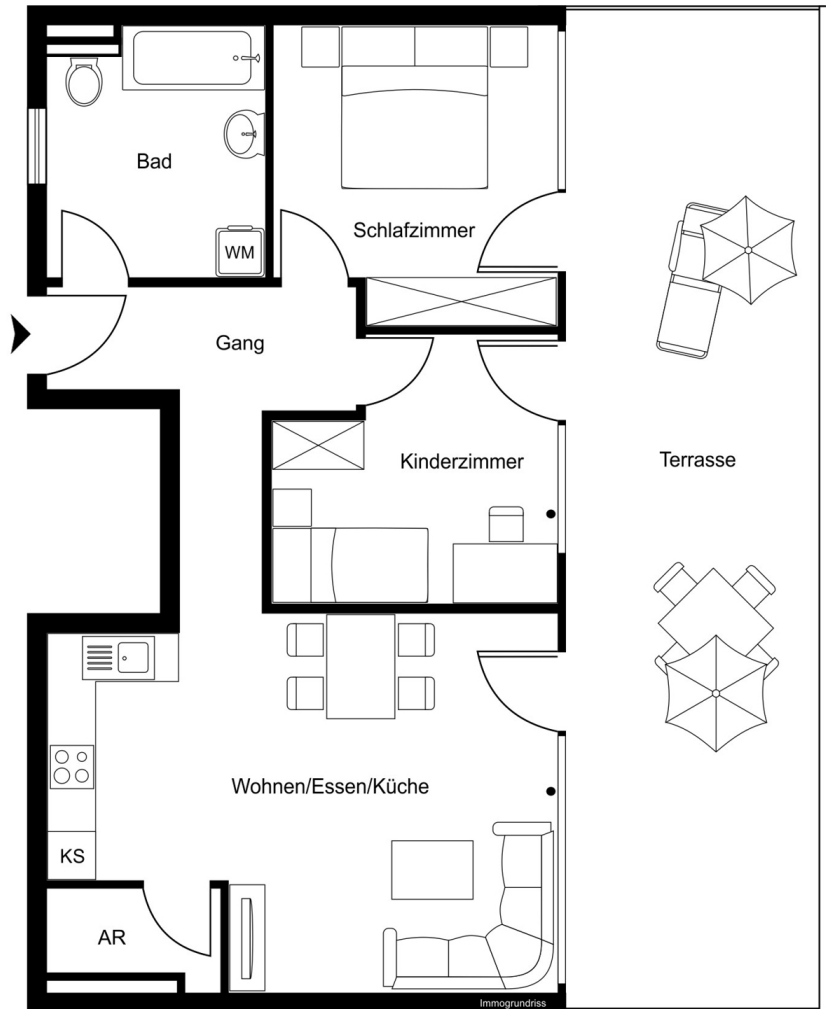 Bad
Schlafzimmer
WM
Gang
Kinderzimmer
Terrasse
Wohnen/Essen/Küche
KS
AR
Immogrundriss